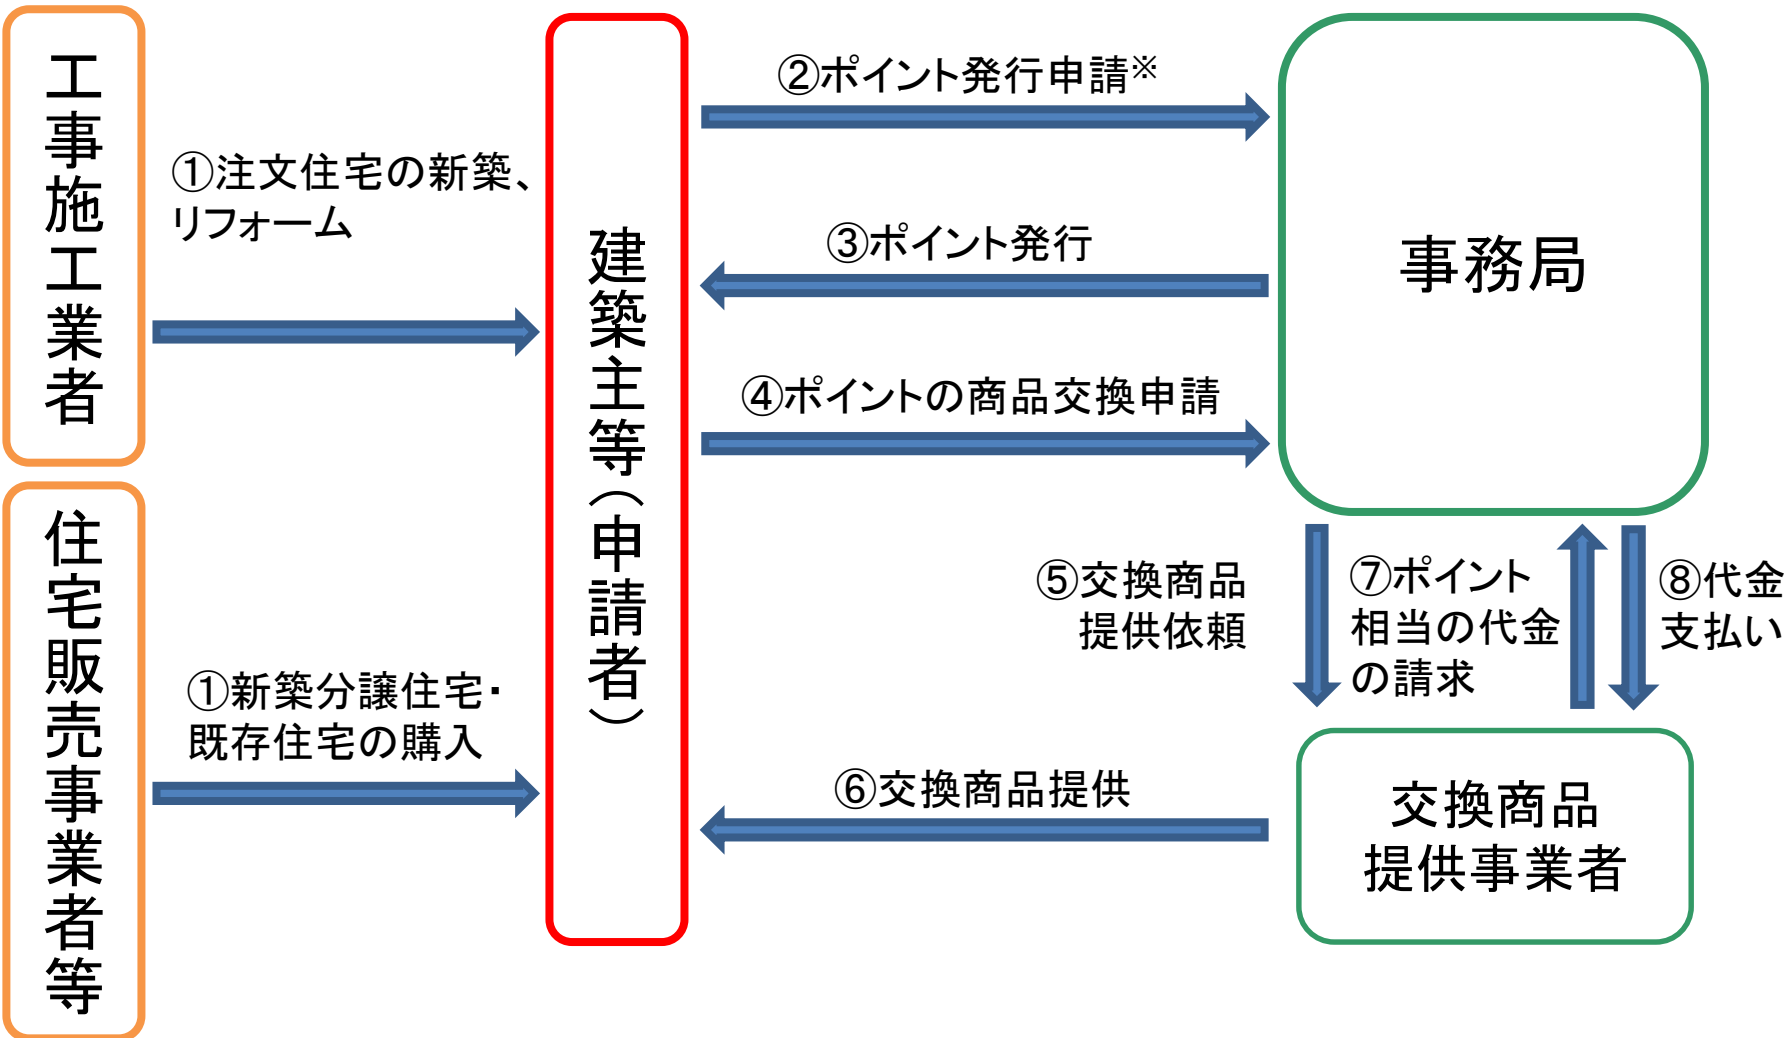 工事施工業者
①注文住宅の新築、
リフォーム
住宅販売事業者等
①新築分譲住宅・
既存住宅の購入
建築主等(申請者)
②ポイント発行申請※
③ポイント発行
④ポイントの商品交換申請
事務局
⑤交換商品
提供依頼
⑦ポイント
相当の代金
の請求
⑧代金
支払い
⑥交換商品提供
交換商品
提供事業者